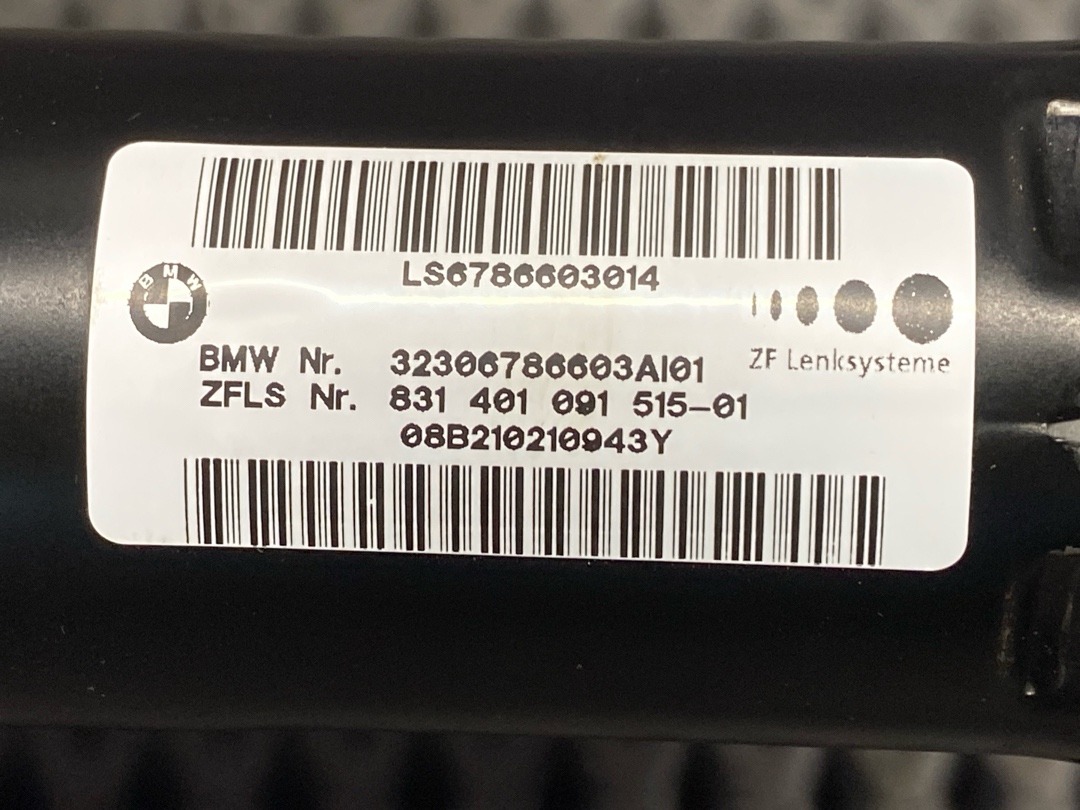 LS6786603014
BMW
BMW Nr. 32306786603AI01
ZF Lenksysteme
ZFLS Nr. 831 401 091 515-01
08B210210943Y